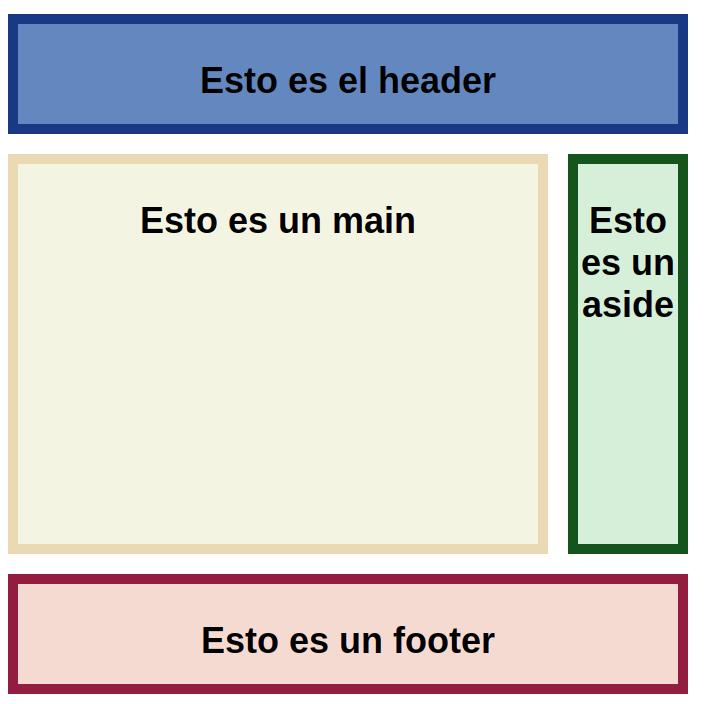 Esto es el header
Esto es un main
Esto
es un
aside
Esto es un footer